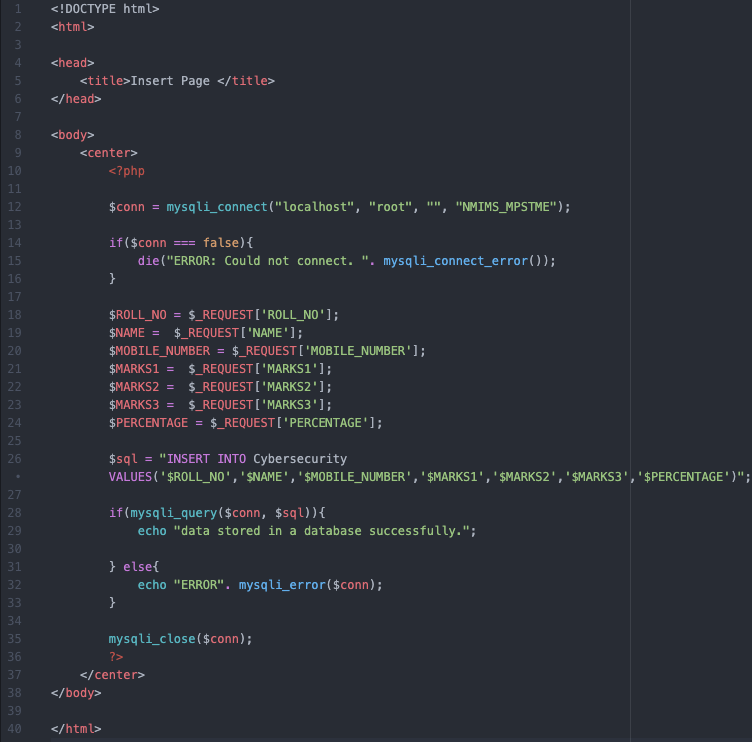 1 <!DOCTYPE html>
2 <html>
3
4 <head>
5     <title>Insert Page </title>
6 </head>
7
8 <body>
9     <center>
10         <?php
11
12         $conn = mysqli_connect("localhost", "root", "", "NMIMS_MPSTME");
13
14         if($conn === false){
15             die("ERROR: Could not connect. ". mysqli_connect_error());
16         }
17
18         $ROLL_NO = $_REQUEST['ROLL_NO'];
19         $NAME =  $_REQUEST['NAME'];
20         $MOBILE_NUMBER = $_REQUEST['MOBILE_NUMBER'];
21         $MARKS1 =  $_REQUEST['MARKS1'];
22         $MARKS2 =  $_REQUEST['MARKS2'];
23         $MARKS3 =  $_REQUEST['MARKS3'];
24         $PERCENTAGE = $_REQUEST['PERCENTAGE'];
25
26         $sql = "INSERT INTO Cybersecurity
•         VALUES('$ROLL_NO','$NAME','$MOBILE_NUMBER','$MARKS1','$MARKS2','$MARKS3','$PERCENTAGE')";
27
28         if(mysqli_query($conn, $sql)){
29             echo "data stored in a database successfully.";
30
31         } else{
32             echo "ERROR". mysqli_error($conn);
33         }
34
35         mysqli_close($conn);
36         ?>
37     </center>
38 </body>
39
40 </html>